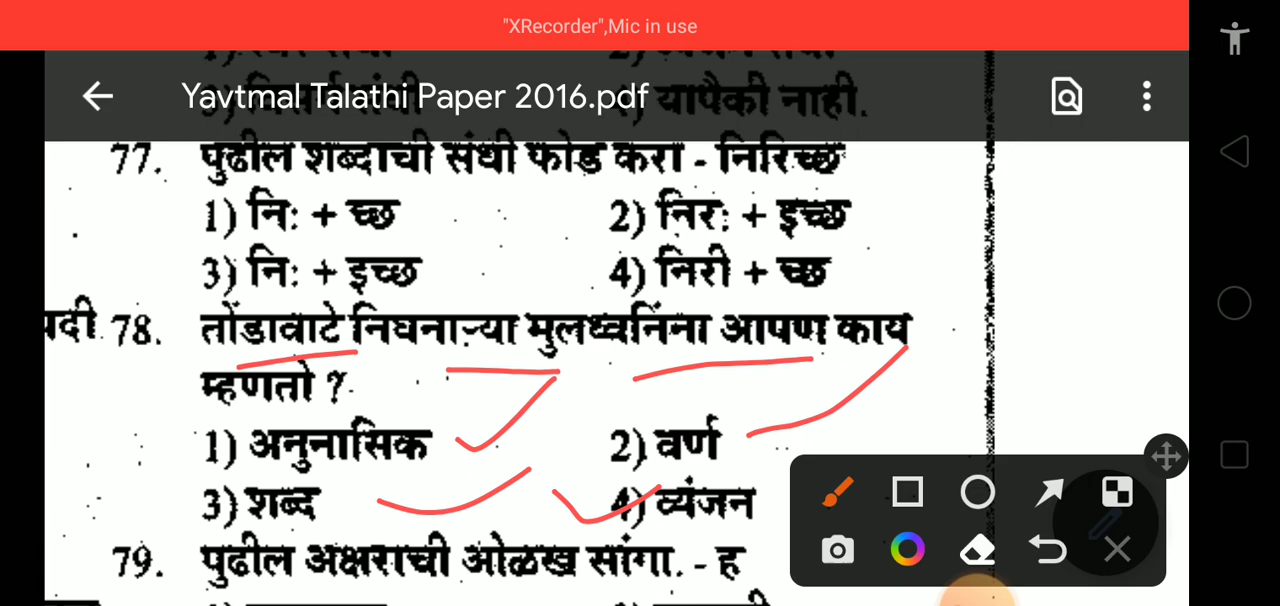 "XRecorder",Mic in use
Yavtmal Talathi Paper 2016.pdf
यापैकी नाही.
77. पुढील शब्दाची संधी फोड करा - निरिच्छ
1) निः + च्छ 2) निरः + इच्छ
3) निः + इच्छ 4) निरी + च्छ
78. तोंडावाटे निघनाऱ्या मुलध्वनिंना आपण काय
म्हणतो ?
1) अनुनासिक 2) वर्ण
3) शब्द 4) व्यंजन
79. पुढील अक्षराची ओळख सांगा. - ह